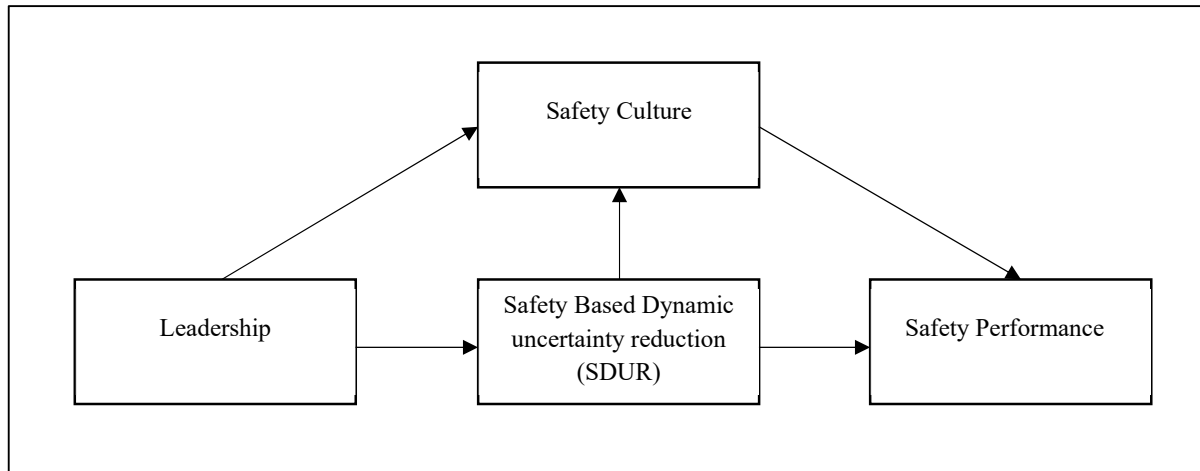 Safety Culture
Leadership
Safety Based Dynamic
uncertainty reduction
(SDUR)
Safety Performance